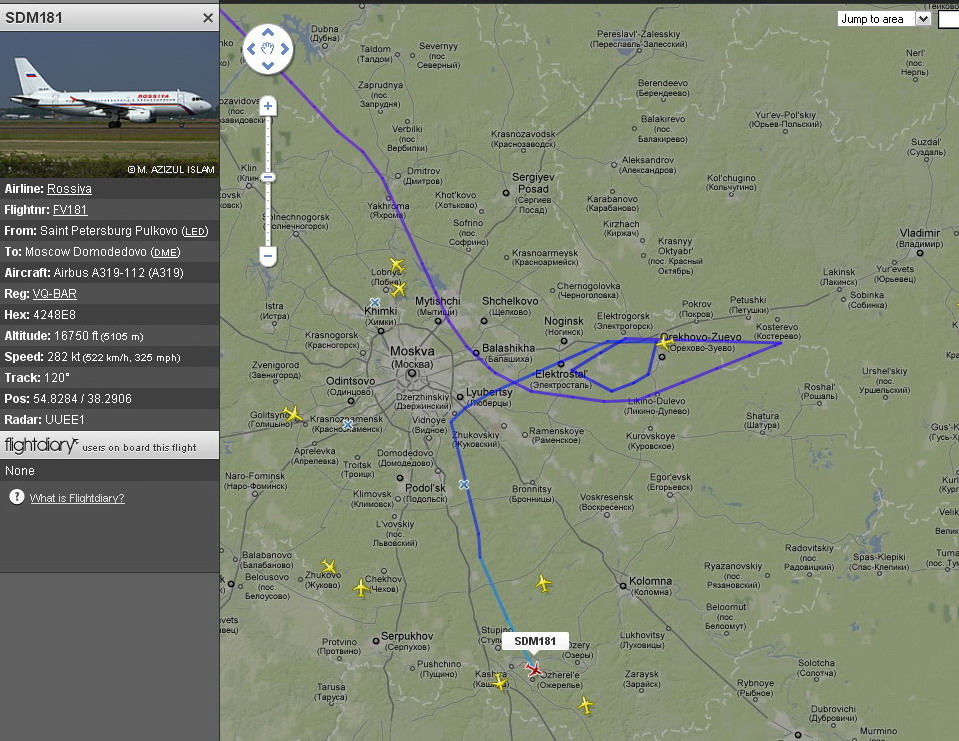 SDM181
ROSSIYA
© M. AZIZUL ISLAM
Airline: Rossiya
Flightnr: FV181
From: Saint Petersburg Pulkovo (LED)
To: Moscow Domodedovo (DME)
Aircraft: Airbus A319-112 (A319)
Reg: VQ-BAR
Hex: 4248E8
Altitude: 16750 ft (5105 m)
Speed: 282 kt (522 km/h, 325 mph)
Track: 120°
Pos: 54.8284 / 38.2906
Radar: UUEE1
flightdiary users on board this flight
None
? What is Flightdiary?
Jump to area
Dubna
(Дубна)
Taldom
(Талдом)
Severnyy
(пос.
Северный)
Pereslavl'-Zalesskiy
(Переславль-Залесский)
Nerl'
(пос.
Нерль)
Zaprudnya
(пос.
Запрудня)
Berendeevo
(Берендеево)
Verbilki
(пос.
Вербилки)
Krasnozavodsk
(Краснозаводск)
Balakirevo
(пос.
Балакирево)
Yur'ev-Pol'skiy
(Юрьев-Польский)
Suzdal'
(Суздаль)
Klin
Dmitrov
(Дмитров)
Sergiyev
Posad
(Сергиев
Посад)
Aleksandrov
(Александров)
Kol'chugino
(Кольчугино)
Yakhroma
(Яхрома)
Khot'kovo
(Хотьково)
Karabanovo
(Карабаново)
Sofrino
(пос.
Софрино)
Kirzhach
(Киржач)
Krasnyy
Oktyabr'
(пос. Красный
Октябрь)
Vladimir
(Владимир)
Krasnoarmeysk
(Красноармейск)
Lobnya
Chernogolovka
(Черноголовка)
Lakinsk
(Лакинск)
Yur'evets
(Юрьевец)
Sobinka
(Собинка)
Istra
(Истра)
Khimki
(Химки)
Mytishchi
(Мытищи)
Shchelkovo
(Щелково)
Noginsk
(Ногинск)
Elektrogorsk
(Электрогорск)
Pokrov
(Покров)
Petushki
(Петушки)
Kosterevo
(Костерево)
Krasnogorsk
(Красногорск)
Moskva
(Москва)
Balashikha
(Балашиха)
Orekhovo-Zuevo
(Орехово-Зуево)
Zvenigorod
(Звенигород)
Odintsovo
(Одинцово)
Elektrostal'
(Электросталь)
Urshel'skiy
(пос.
Уршельский)
Roshal'
(Рошаль)
Dzerzhinskiy
(Дзержинский)
Lyubertsy
(Люберцы)
Likino-Dulevo
(Ликино-Дулево)
Golitsyno
(Голицыно)
Krasnoznamensk
(Краснознаменск)
Vidnoye
(Видное)
Zhukovskiy
(Жуковский)
Ramenskoye
(Раменское)
Kurovskoye
(Куровское)
Shatura
(Шатура)
Aprelevka
(Апрелевка)
Troitsk
(Троицк)
Domodedovo
(Домодедово)
Naro-Fominsk
(Наро-Фоминск)
Klimovsk
(Климовск)
Podol'sk
(Подольск)
Bronnitsy
(Бронницы)
Voskresensk
(Воскресенск)
Egor'evsk
(Егорьевск)
L'vovskiy
(пос.
Львовский)
Balabanovo
(Балабаново)
Belousovo
(пос.
Белоусово)
Zhukovo
(Жуково)
Chekhov
(Чехов)
Kolomna
(Коломна)
Ryazanovskiy
(пос.
Рязановский)
Radovitskiy
(пос.
Радовицкий)
Spas-Klepiki
(Спас-Клепики)
Beloomut
(пос.
Белоомут)
Protvino
(Протвино)
Serpukhov
(Серпухов)
SDM181
Lukhovitsy
(Луховицы)
Pushchino
(Пущино)
Kashira
Ozherel'e
(Ожерелье)
(Озеры)
Zaraysk
(Зарайск)
Solotcha
(Солотча)
Tarusa
(Таруса)
Rybnoye
(Рыбное)
Dubrovichi
(Дубровичи)
Murmino